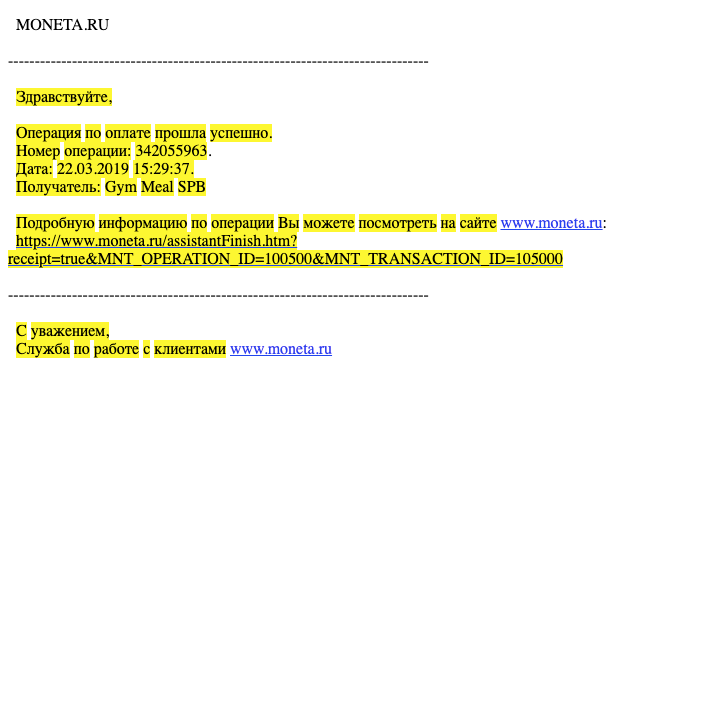 MONETA.RU
--------------------------------------------------------------------------------
Здравствуйте,
Операция по оплате прошла успешно.
Номер операции: 342055963.
Дата: 22.03.2019 15:29:37.
Получатель: Gym Meal SPB
Подробную информацию по операции Вы можете посмотреть на сайте www.moneta.ru:
https://www.moneta.ru/assistantFinish.htm?
receipt=true&MNT_OPERATION_ID=100500&MNT_TRANSACTION_ID=105000
--------------------------------------------------------------------------------
С уважением,
Служба по работе с клиентами www.moneta.ru